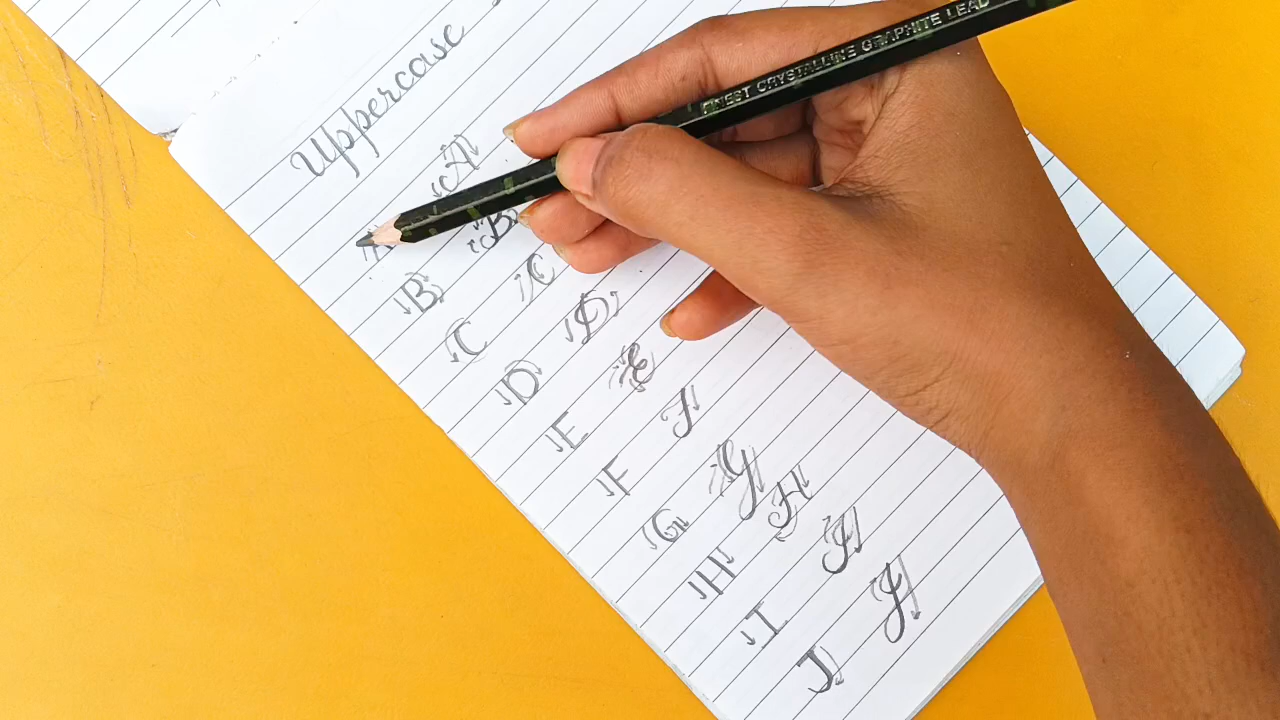 Uppercase
A A
B B
C C
D D
E E
F F
G G
H H
I I
J J
FINEST CRYSTALLINE GRAPHITE LEAD